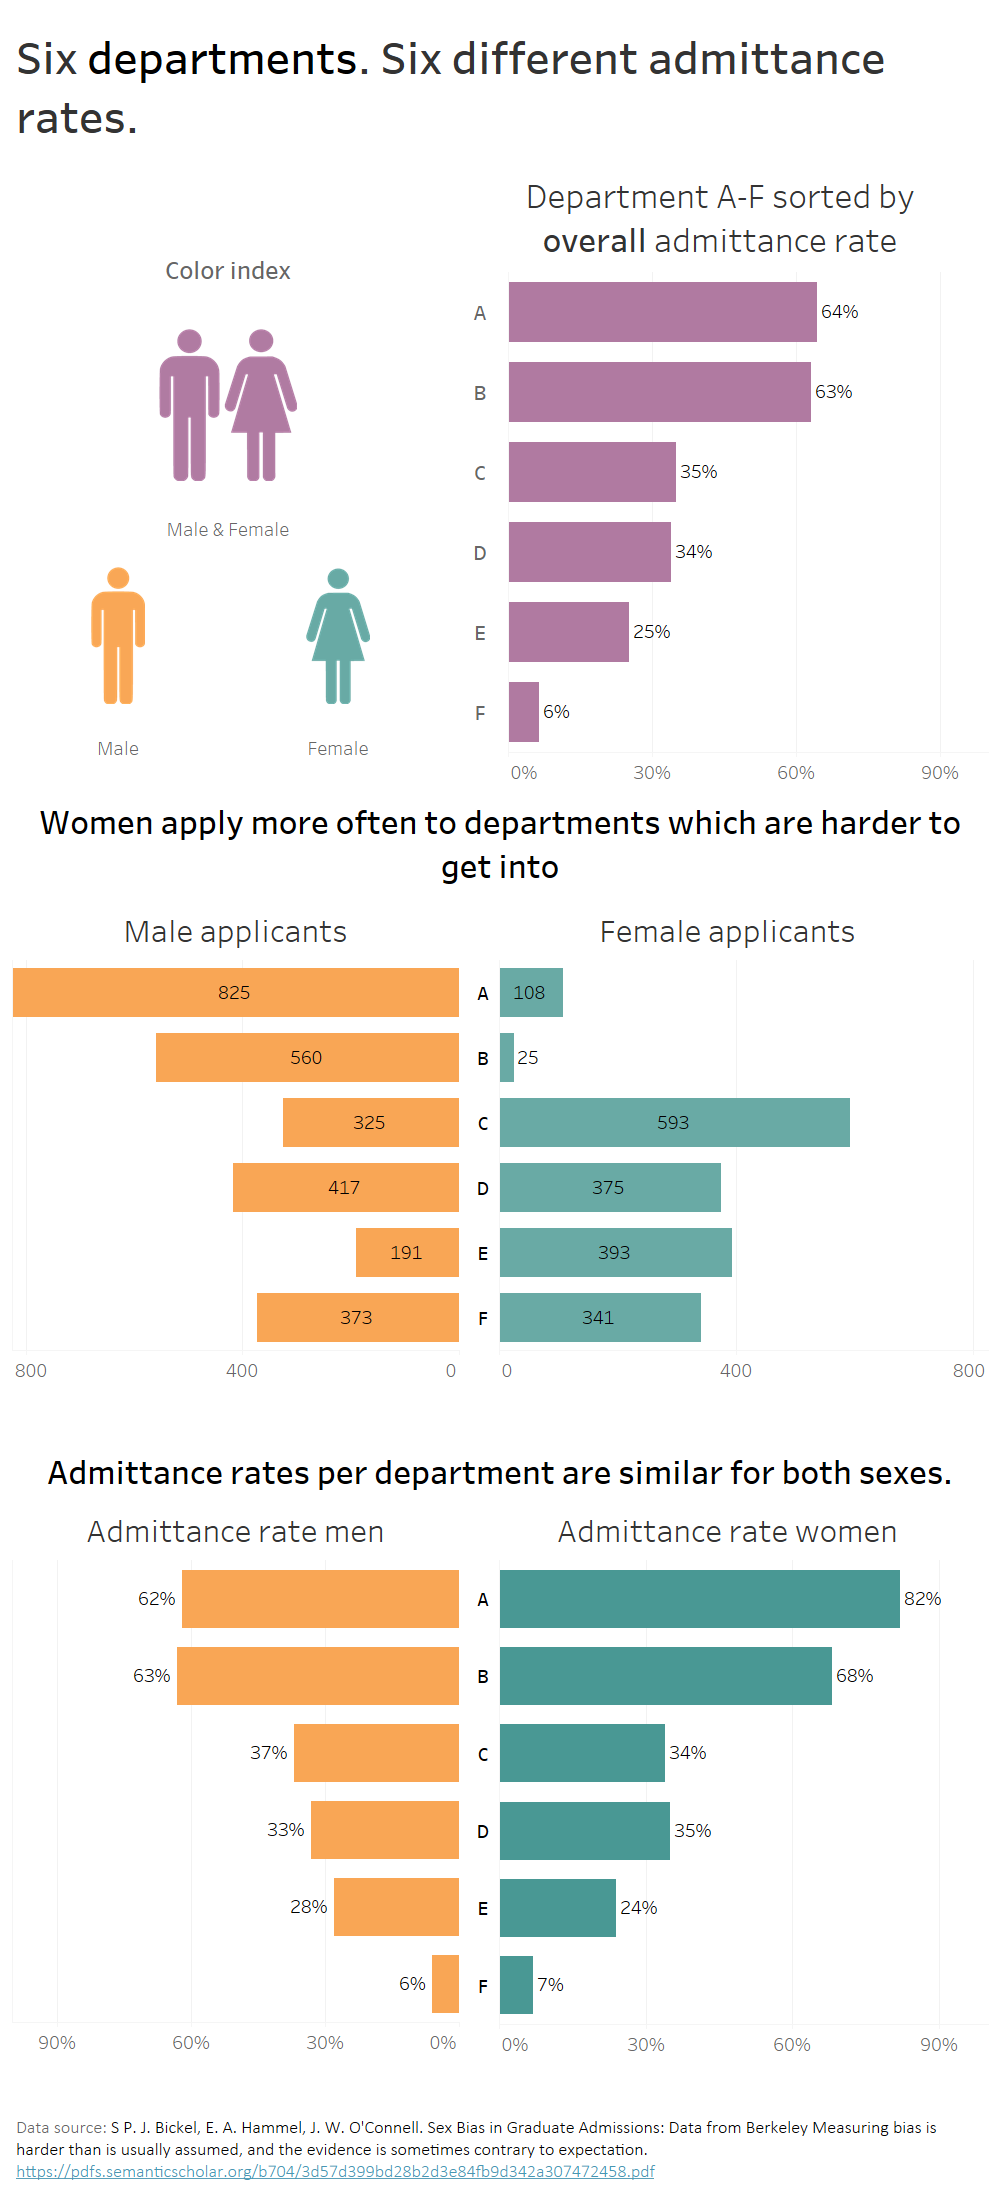 Six departments. Six different admittance
rates.
Department A-F sorted by
overall admittance rate
Color index
Male & Female
Male
Female
A 64%
B 63%
C 35%
D 34%
E 25%
F 6%
0% 30% 60% 90%
Women apply more often to departments which are harder to
get into
Male applicants Female applicants
825 A 108
560 B 25
325 C 593
417 D 375
191 E 393
373 F 341
800 400 0 0 400 800
Admittance rates per department are similar for both sexes.
Admittance rate men Admittance rate women
62% A 82%
63% B 68%
37% C 34%
33% D 35%
28% E 24%
6% F 7%
90% 60% 30% 0% 0% 30% 60% 90%
Data source: S P. J. Bickel, E. A. Hammel, J. W. O'Connell. Sex Bias in Graduate Admissions: Data from Berkeley Measuring bias is
harder than is usually assumed, and the evidence is sometimes contrary to expectation.
https://pdfs.semanticscholar.org/b704/3d57d399bd28b2d3e84fb9d342a307472458.pdf